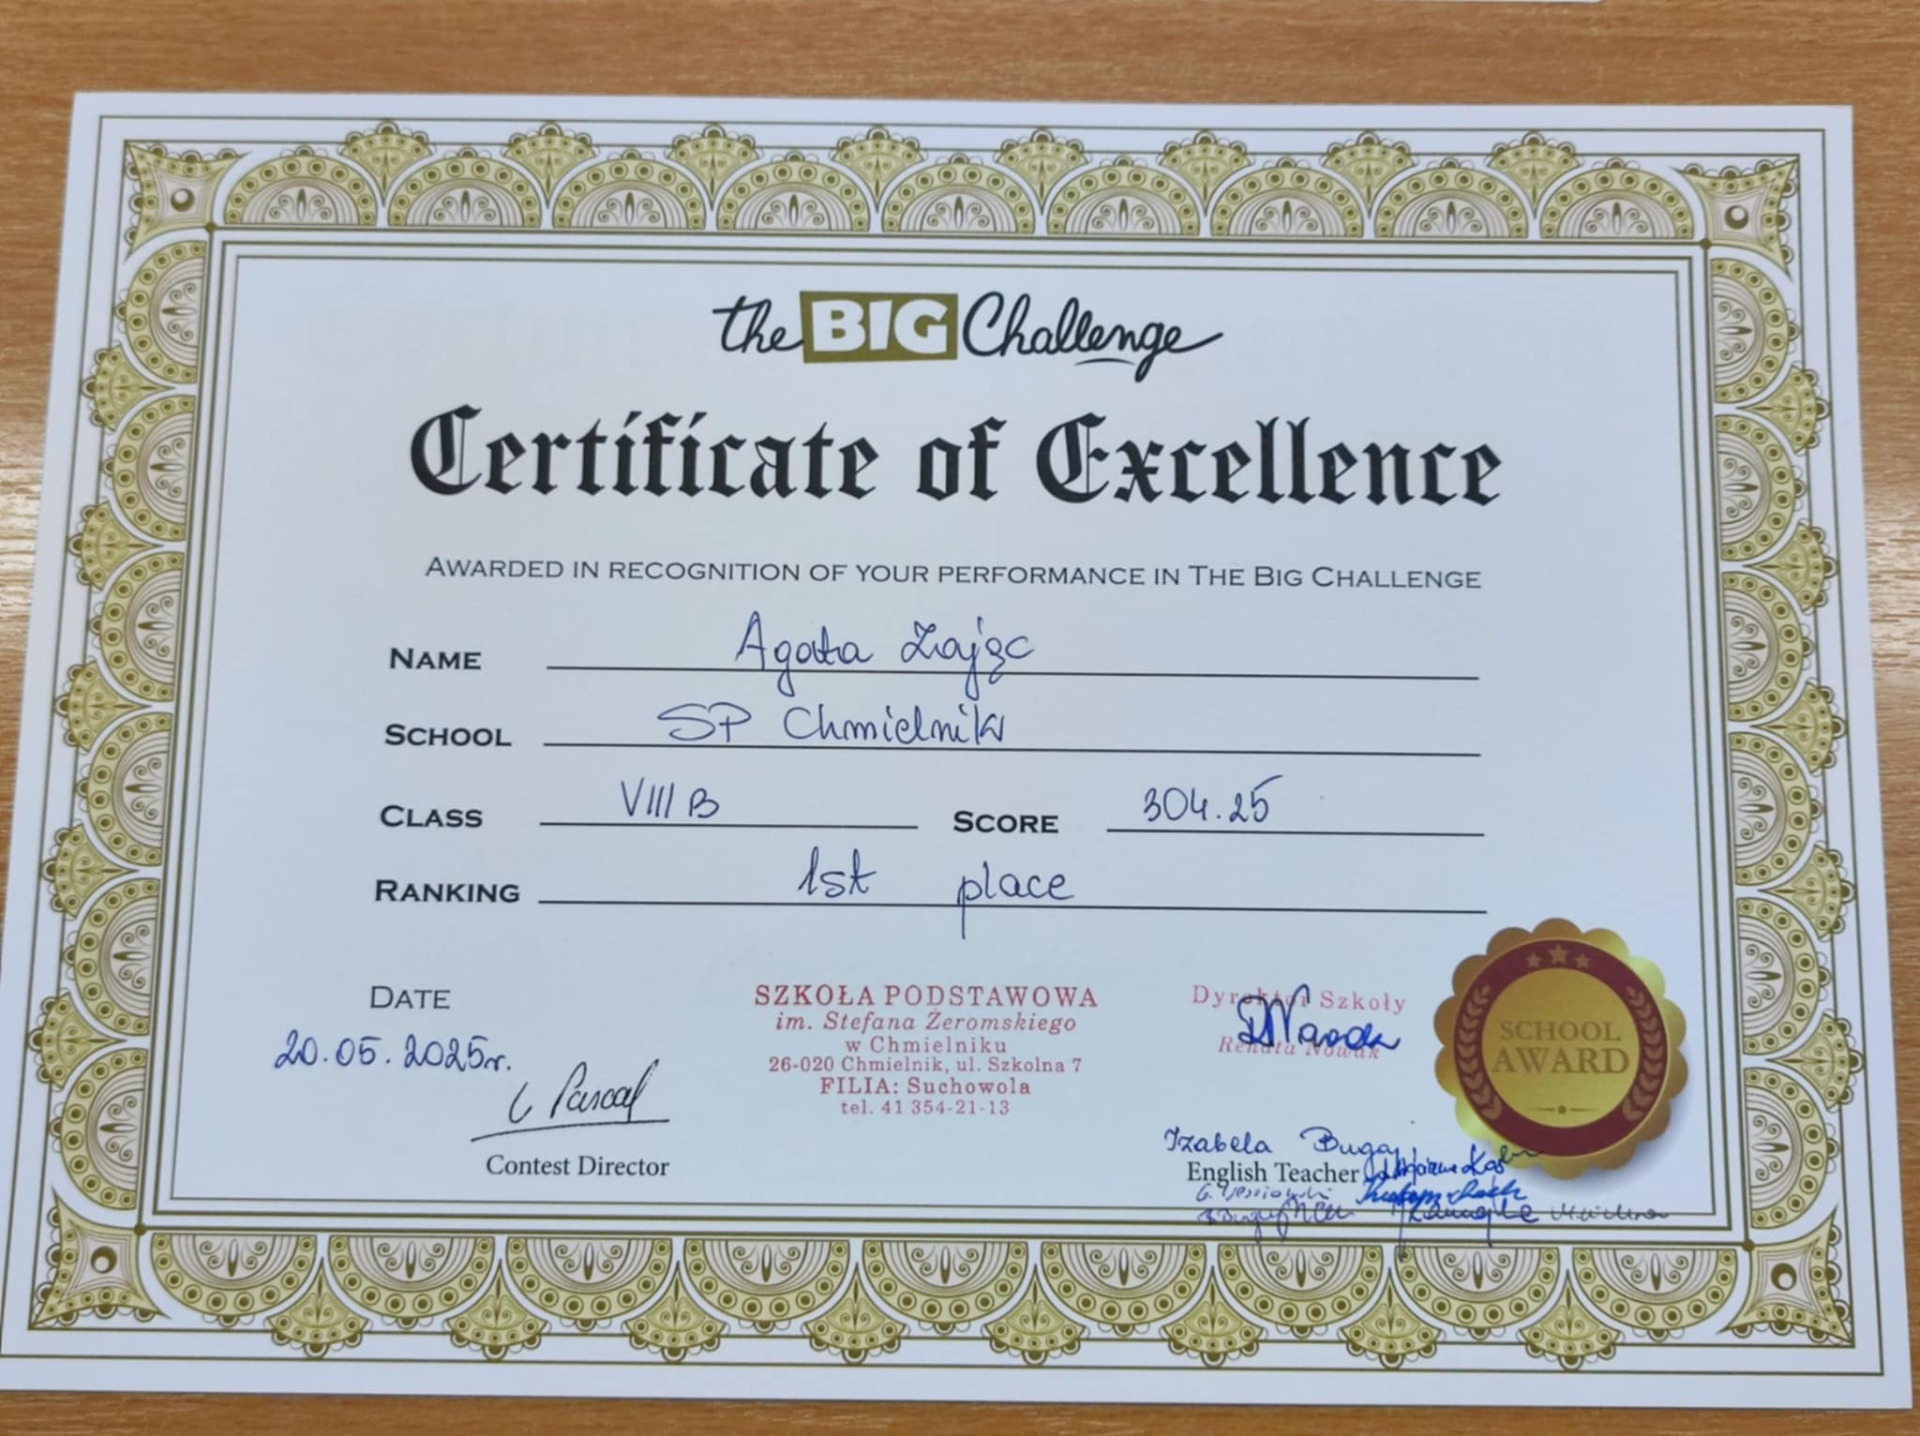 the BIG Challenge
Certificate of Excellence
AWARDED IN RECOGNITION OF YOUR PERFORMANCE IN THE BIG CHALLENGE
NAME Agata Zając
SCHOOL SP Chmielnik
CLASS VIII B SCORE 304.25
RANKING 1st place
DATE
20.05.2025r.
Contest Director
SZKOŁA PODSTAWOWA
im. Stefana Żeromskiego
w Chmielniku
26-020 Chmielnik, ul. Szkolna 7
FILIA: Suchowola
tel. 41 354-21-13
Dyrektor Szkoły
Renata Nowak
SCHOOL
AWARD
Izabela Bugaj
English Teacher